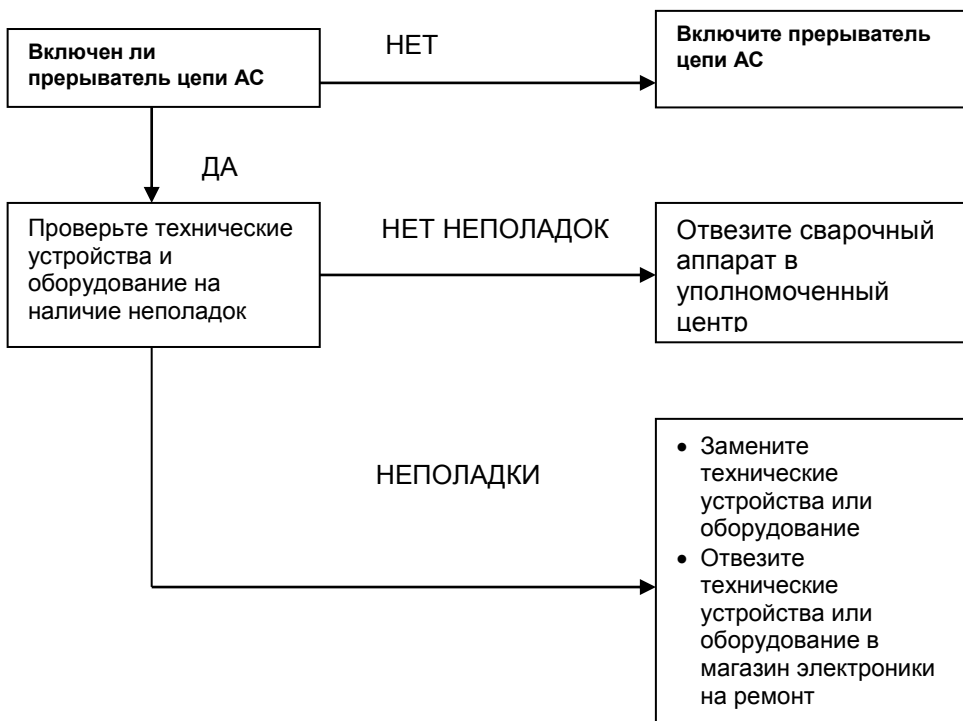 Включен ли
прерыватель цепи АС
НЕТ
Включите прерыватель
цепи АС
ДА
Проверьте технические
устройства и
оборудование на
наличие неполадок
НЕТ НЕПОЛАДОК
Отвезите сварочный
аппарат в
уполномоченный
центр
НЕПОЛАДКИ
• Замените
технические
устройства или
оборудование
• Отвезите
технические
устройства или
оборудование в
магазин электроники
на ремонт